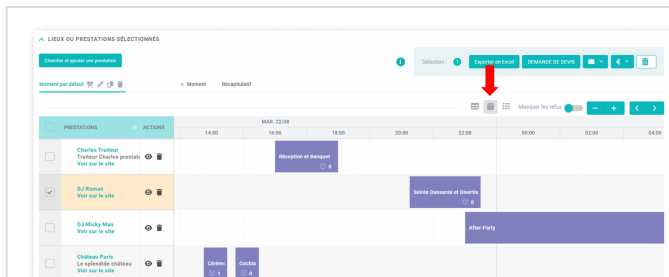 LIEUX OU PRESTATIONS SÉLECTIONNÉS
Chercher et ajouter une prestation
Sélection : 1 Exporter en Excel DEMANDE DE DEVIS €
Moment par défaut + Moment Récapitulatif
Masquer les refus - + < >
PRESTATIONS ACTIONS MAR. 22/08
14:00 16:00 18:00 20:00 22:00 00:00 02:00 04:00
Charles Traiteur
Traiteur Charles prestata
Voir sur le site
Réception et Banquet
0
DJ Roman
Voir sur le site
Soirée Dansante et Divertis
0
DJ Micky Man
Voir sur le site
After-Party
Château Paris
Le splendide château
Voir sur le site
Cérémo
1
Cockta
0